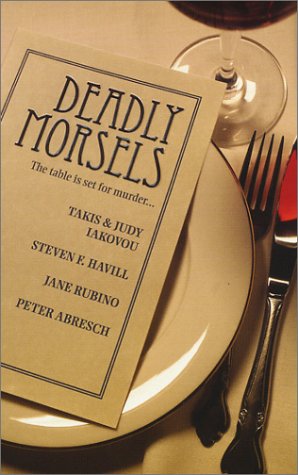 DEADLY
MORSELS
The table is set for murder...
TAKIS & JUDY
IAKOVOU
STEVEN F. HAVILL
JANE RUBINO
PETER ABRESCH